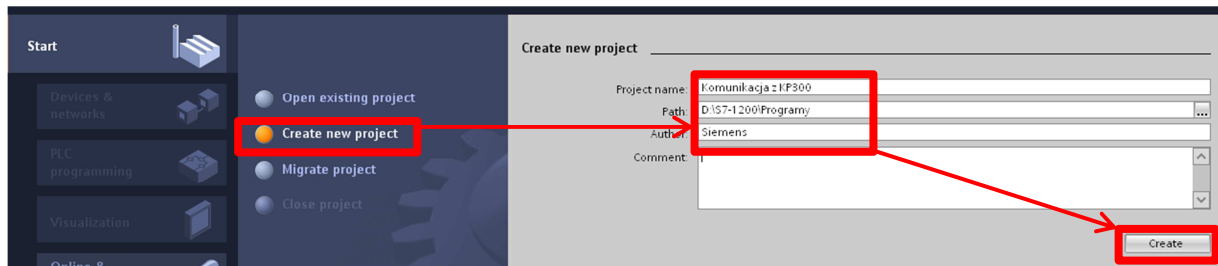 Start
Devices &
networks
PLC
programming
Visualization
Online &
Open existing project
Create new project
Migrate project
Close project
Create new project
Project name: Komunikacja z KP300
Path: D:\S7-1200\Programy
...
Author: Siemens
Comment:
Create